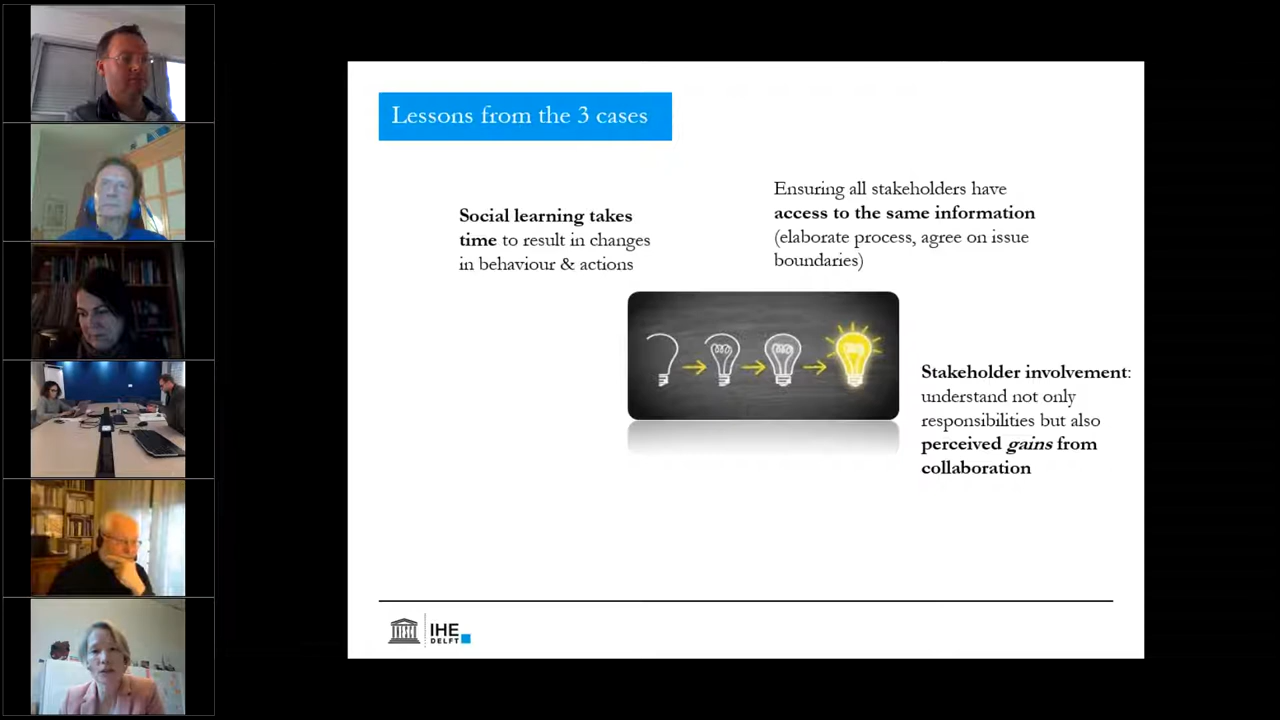 Lessons from the 3 cases
Social learning takes
time to result in changes
in behaviour & actions
Ensuring all stakeholders have
access to the same information
(elaborate process, agree on issue
boundaries)
Stakeholder involvement:
understand not only
responsibilities but also
perceived gains from
collaboration
IHE
DELFT